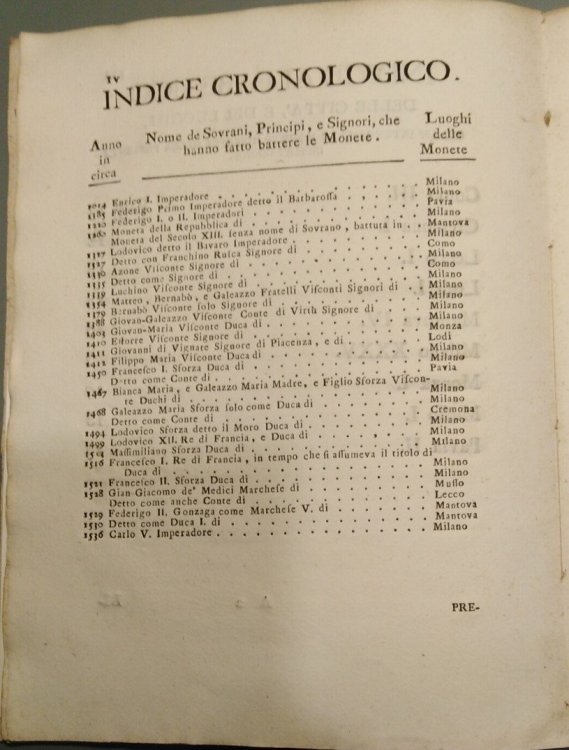 IV
INDICE CRONOLOGICO.
Anno in circa
Nome de Sovrani, Principi, e Signori, che
hanno fatto battere le Monete.
Luoghi delle Monete
1014 Enrico I. Imperadore . . . . . . . . . . Milano
1185 Federigo Primo Imperadore detto il Barbaroſſa . . . . Milano
1220 Federigo I. o II. Imperadori . . . . . . . . Pavia
1260 Moneta della Repubblica di . . . . . . . . Milano
Moneta del Secolo XIII. ſenza nome di Sovrano, battuta in . . Mantova
1327 Lodovico detto il Bavaro Imperadore . . . . . . Milano
1327 Detto con Franchino Ruſca Signore di . . . . . . Como
1330 Azone Viſconte Signore di . . . . . . . . Milano
1335 Detto come Signore di . . . . . . . . . Como
1339 Luchino Viſconte Signore di . . . . . . . . Milano
1354 Matteo, Bernabò, e Galeazzo Fratelli Viſconti Signori di . . . Milano
1379 Bernabò Viſconte ſolo Signore di . . . . . . . Milano
1388 Giovan-Galeazzo Viſconte Conte di Virtù Signore di . . . . Milano
1403 Giovan-Maria Viſconte Duca di . . . . . . . Milano
1410 Eſtorre Viſconte Signore di . . . . . . . . Monza
1411 Giovanni di Vignate Signore di Piacenza, e di . . . . . Lodi
1412 Filippo Maria Viſconte Duca di . . . . . . . Milano
1450 Franceſco I. Sforza Duca di . . . . . . . . Milano
Detto come Conte di . . . . . . . . . Pavia
1467 Bianca Maria, e Galeazzo Maria Madre, e Figlio Sforza Viſcon-
te Duchi di . . . . . . . . . . . Milano
1468 Galeazzo Maria Sforza ſolo come Duca di . . . . . . Milano
Detto come Conte di . . . . . . . . . Cremona
1494 Lodovico Sforza detto il Moro Duca di . . . . . . Milano
1499 Lodovico XII. Re di Francia, e Duca di . . . . . . Milano
1501 Maſſimiliano Sforza Duca di . . . . . . . . Milano
1516 Franceſco I. Re di Francia, in tempo che ſi aſſumeva il titolo di
Duca di . . . . . . . . . . . . Milano
1521 Franceſco II. Sforza Duca di . . . . . . . . Milano
1528 Gian-Giacomo de' Medici Marcheſe di . . . . . . Muſſo
Detto come anche Conte di . . . . . . . . Lecco
1529 Federigo II. Gonzaga come Marcheſe V. di . . . . . Mantova
1530 Detto come Duca I. di . . . . . . . . . Mantova
1536 Carlo V. Imperadore . . . . . . . . . . Milano
PRE-